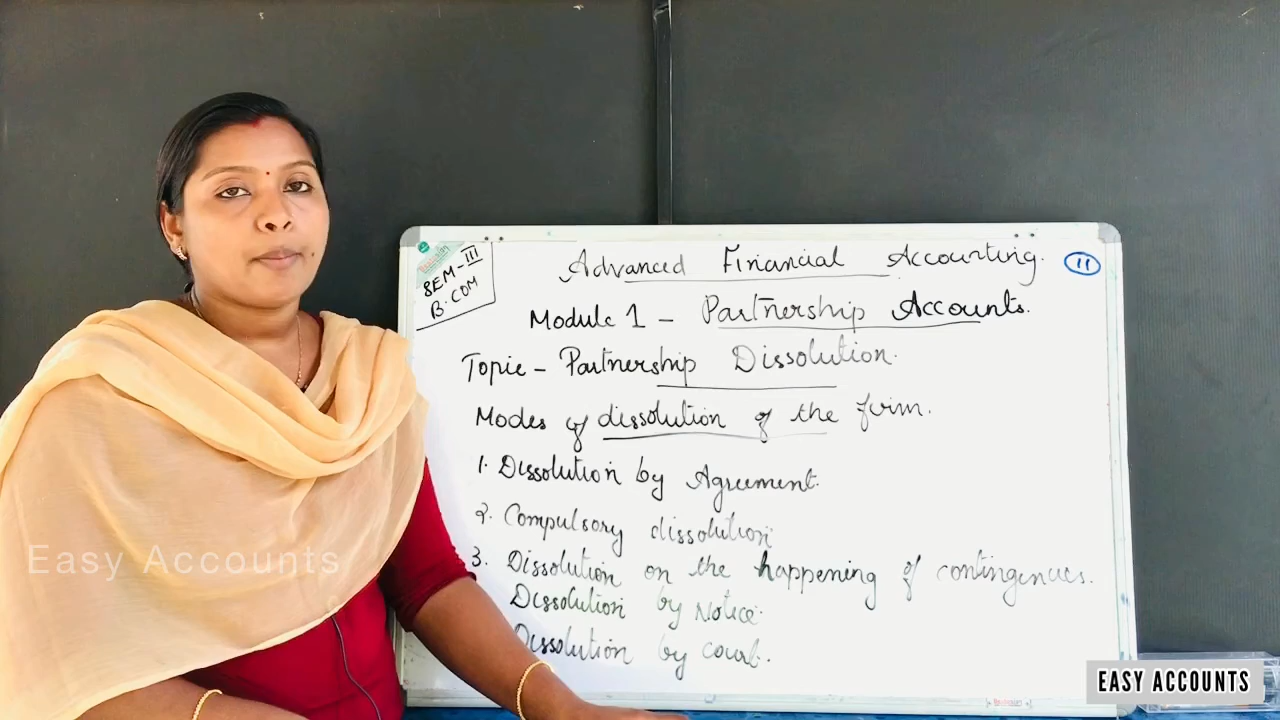 SEM-III
B.COM
Advanced Financial Accounting.
11
Module 1 - Partnership Accounts.
Topic - Partnership Dissolution.
Modes of dissolution of the firm.
1. Dissolution by Agreement.
2. Compulsory dissolution.
3. Dissolution on the happening of contingencies.
Dissolution by Notice.
Dissolution by court.
Easy Accounts
EASY ACCOUNTS